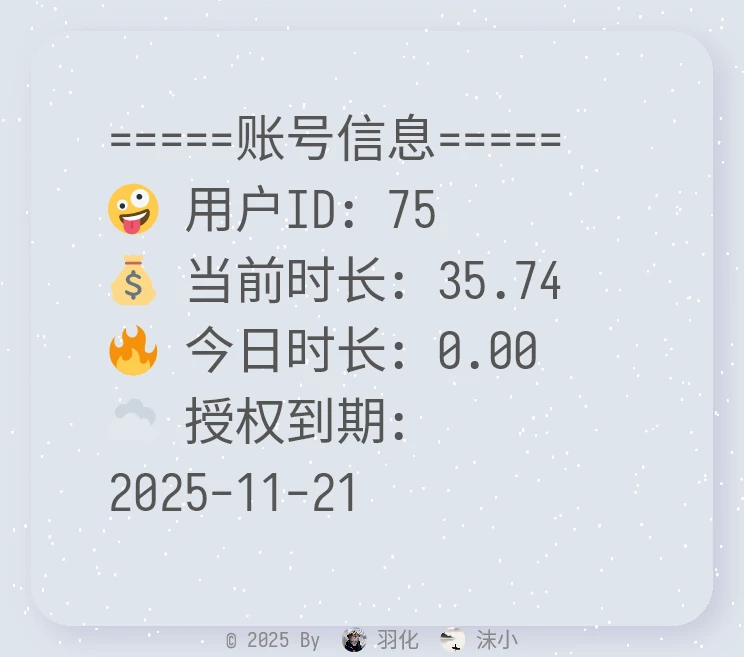 =====账号信息=====
🤪 用户ID: 75
💰 当前时长: 35.74
🔥 今日时长: 0.00
☁️ 授权到期:
2025-11-21
© 2025 By 羽化 沫小